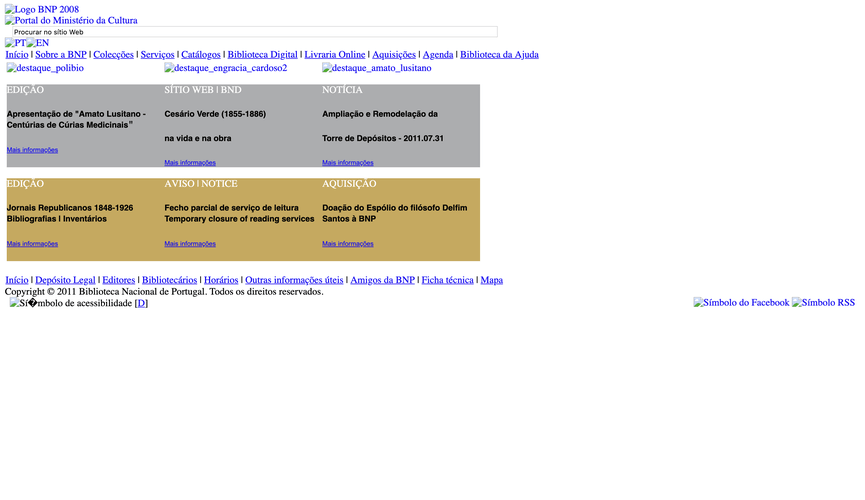 Logo BNP 2008
Portal do Ministério da Cultura
Procurar no sítio Web
PT EN
Início | Sobre a BNP | Colecções | Serviços | Catálogos | Biblioteca Digital | Livraria Online | Aquisições | Agenda | Biblioteca da Ajuda
destaque_polibio destaque_engracia_cardoso2 destaque_amato_lusitano
EDIÇÃO
Apresentação de "Amato Lusitano -
Centúrias de Cúrias Medicinais”
Mais informações
SÍTIO WEB | BND
Cesário Verde (1855-1886)
na vida e na obra
Mais informações
NOTÍCIA
Ampliação e Remodelação da
Torre de Depósitos - 2011.07.31
Mais informações
EDIÇÃO
Jornais Republicanos 1848-1926
Bibliografias | Inventários
Mais informações
AVISO | NOTICE
Fecho parcial de serviço de leitura
Temporary closure of reading services
Mais informações
AQUISIÇÃO
Doação do Espólio do filósofo Delfim
Santos à BNP
Mais informações
Início | Depósito Legal | Editores | Bibliotecários | Horários | Outras informações úteis | Amigos da BNP | Ficha técnica | Mapa
Copyright © 2011 Biblioteca Nacional de Portugal. Todos os direitos reservados.
Sí�mbolo de acessibilidade [D] Símbolo do Facebook Símbolo RSS